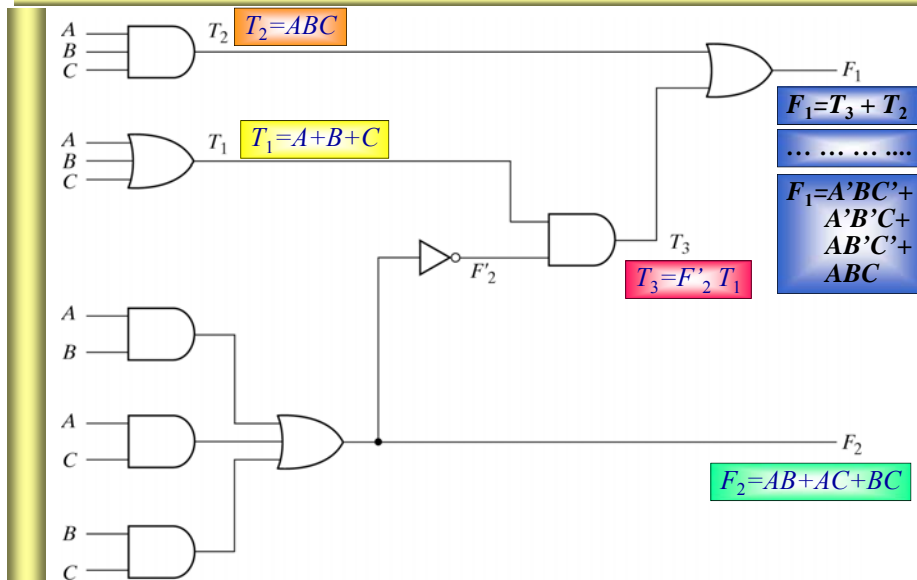 A
B
C
T₂
T₂=ABC
F₁
F₁=T₃ + T₂
… … … ....
F₁=A’BC’+
A’B’C+
AB’C’+
ABC
A
B
C
T₁
T₁=A+B+C
T₃
T₃=F’₂ T₁
F′₂
A
B
A
C
F₂
F₂=AB+AC+BC
B
C